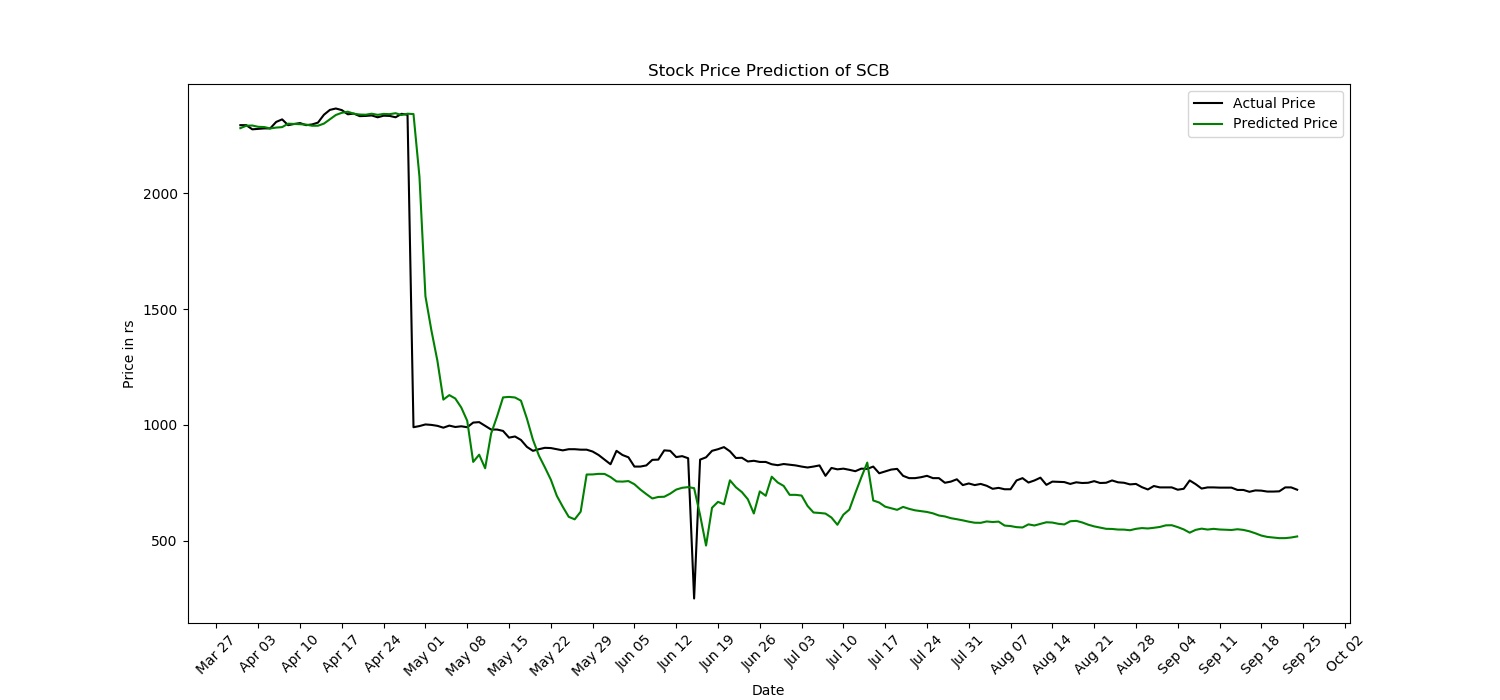 Stock Price Prediction of SCB
Actual Price
Predicted Price
Price in rs
2000
1500
1000
500
Mar 27
Apr 03
Apr 10
Apr 17
Apr 24
May 01
May 08
May 15
May 22
May 29
Jun 05
Jun 12
Jun 19
Jun 26
Jul 03
Jul 10
Jul 17
Jul 24
Jul 31
Aug 07
Aug 14
Aug 21
Aug 28
Sep 04
Sep 11
Sep 18
Sep 25
Oct 02
Date